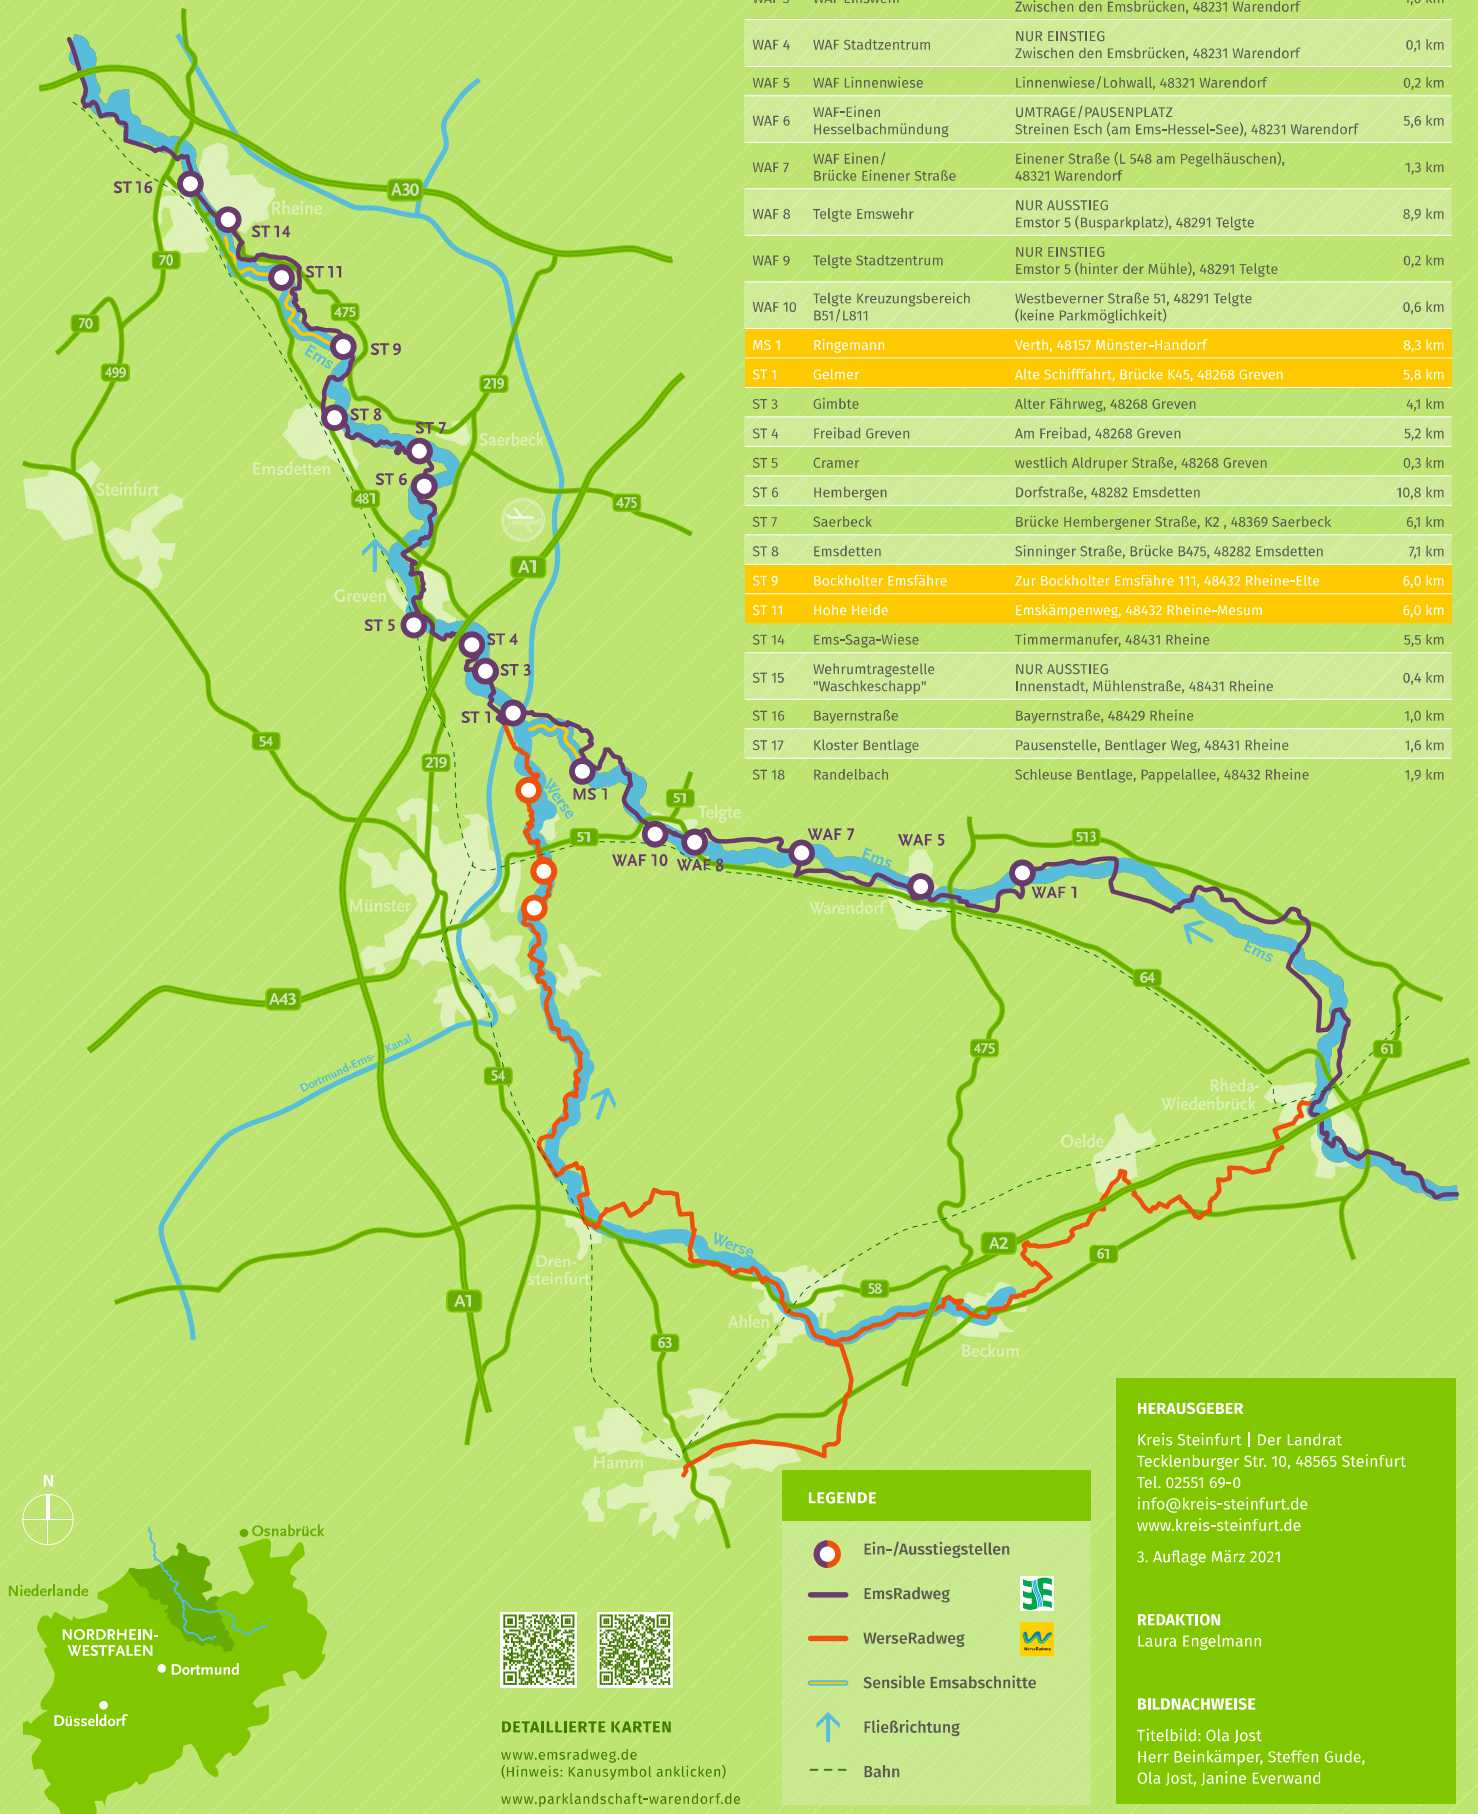 Zwischen den Emsbrücken, 48231 Warendorf
WAF 4 WAF Stadtzentrum NUR EINSTIEG 0,1 km
Zwischen den Emsbrücken, 48231 Warendorf
WAF 5 WAF Linnenwiese Linnenwiese/Lohwall, 48321 Warendorf 0,2 km
WAF 6 WAF-Einen UMTRAGE/PAUSENPLATZ 5,6 km
Hesselbachmündung Streinen Esch (am Ems-Hessel-See), 48231 Warendorf
WAF 7 WAF Einen/ Einener Straße (L 548 am Pegelhäuschen), 1,3 km
Brücke Einener Straße 48321 Warendorf
WAF 8 Telgte Emswehr NUR AUSSTIEG 8,9 km
Emstor 5 (Busparkplatz), 48291 Telgte
WAF 9 Telgte Stadtzentrum NUR EINSTIEG 0,2 km
Emstor 5 (hinter der Mühle), 48291 Telgte
WAF 10 Telgte Kreuzungsbereich Westbeverner Straße 51, 48291 Telgte 0,6 km
B51/L811 (keine Parkmöglichkeit)
MS 1 Ringemann Verth, 48157 Münster-Handorf 8,3 km
ST 1 Gelmer Alte Schifffahrt, Brücke K45, 48268 Greven 5,8 km
ST 3 Gimbte Alter Fährweg, 48268 Greven 4,1 km
ST 4 Freibad Greven Am Freibad, 48268 Greven 5,2 km
ST 5 Cramer westlich Aldruper Straße, 48268 Greven 0,3 km
ST 6 Hembergen Dorfstraße, 48282 Emsdetten 10,8 km
ST 7 Saerbeck Brücke Hembergener Straße, K2 , 48369 Saerbeck 6,1 km
ST 8 Emsdetten Sinninger Straße, Brücke B475, 48282 Emsdetten 7,1 km
ST 9 Bockholter Emsfähre Zur Bockholter Emsfähre 111, 48432 Rheine-Elte 6,0 km
ST 11 Hohe Heide Emskämpenweg, 48432 Rheine-Mesum 6,0 km
ST 14 Ems-Saga-Wiese Timmermanufer, 48431 Rheine 5,5 km
ST 15 Wehrumtragestelle NUR AUSSTIEG 0,4 km
"Waschkeschapp" Innenstadt, Mühlenstraße, 48431 Rheine
ST 16 Bayernstraße Bayernstraße, 48429 Rheine 1,0 km
ST 17 Kloster Bentlage Pausenstelle, Bentlager Weg, 48431 Rheine 1,6 km
ST 18 Randelbach Schleuse Bentlage, Pappelallee, 48432 Rheine 1,9 km
ST 16
A30
Rheine
ST 14
70
ST 11
475
70
Ems
ST 9
499
219
ST 8
ST 7
Saerbeck
Emsdetten
ST 6
Steinfurt
481
475
A1
Greven
ST 5
ST 4
ST 3
ST 1
54
219
MS 1
Werse
51
Telgte
51
WAF 10
WAF 8
WAF 7
WAF 5
Ems
513
WAF 1
Münster
Warendorf
Ems
64
A43
475
61
Dortmund-Ems-Kanal
54
Rheda-
Wiedenbrück
Oelde
Werse
A2
61
Dren-
steinfurt
58
A1
Ahlen
63
Beckum
Hamm
N
Osnabrück
Niederlande
NORDRHEIN-
WESTFALEN
Dortmund
Düsseldorf
DETAILLIERTE KARTEN
www.emsradweg.de
(Hinweis: Kanusymbol anklicken)
www.parklandschaft-warendorf.de
LEGENDE
Ein-/Ausstiegstellen
EmsRadweg
WerseRadweg
WerseRadweg
Sensible Emsabschnitte
Fließrichtung
Bahn
HERAUSGEBER
Kreis Steinfurt | Der Landrat
Tecklenburger Str. 10, 48565 Steinfurt
Tel. 02551 69-0
info@kreis-steinfurt.de
www.kreis-steinfurt.de
3. Auflage März 2021
REDAKTION
Laura Engelmann
BILDNACHWEISE
Titelbild: Ola Jost
Herr Beinkämper, Steffen Gude,
Ola Jost, Janine Everwand